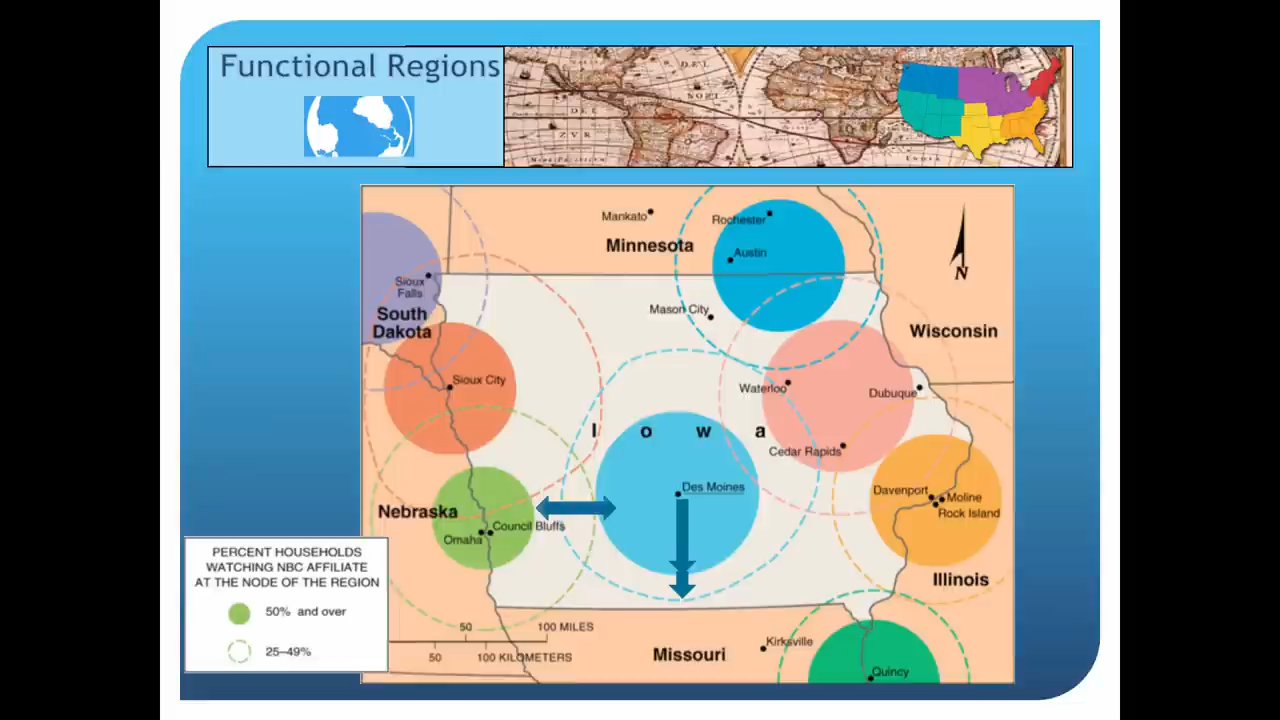 Functional Regions
Mankato
Rochester
Minnesota
Austin
N
Sioux
Falls
South
Dakota
Mason City
Wisconsin
Sioux City
Waterloo
Dubuque
I o w a
Cedar Rapids
Des Moines
Davenport
Moline
Rock Island
Nebraska
Council Bluffs
Omaha
Illinois
PERCENT HOUSEHOLDS
WATCHING NBC AFFILIATE
AT THE NODE OF THE REGION
50% and over
25–49%
50 100 MILES
50 100 KILOMETERS
Missouri
Kirksville
Quincy